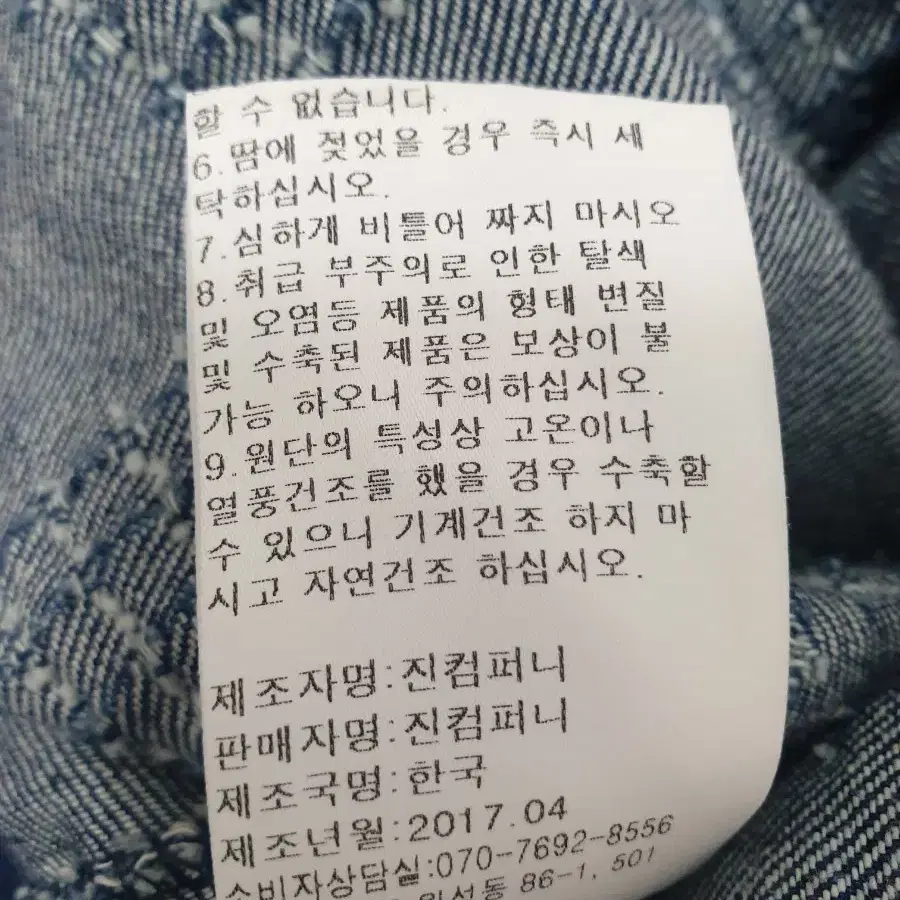 할 수 없습니다.
6.땀에 젖었을 경우 즉시 세
탁하십시오.
7.심하게 비틀어 짜지 마시오
8.취급 부주의로 인한 탈색
및 오염등 제품의 형태 변질
및 수축된 제품은 보상이 불
가능 하오니 주의하십시오.
9.원단의 특성상 고온이나
열풍건조를 했을 경우 수축할
수 있으니 기계건조 하지 마
시고 자연건조 하십시오.
제조자명:진컴퍼니
판매자명:진컴퍼니
제조국명:한국
제조년월:2017.04
소비자상담실:070-7692-8556
86-1, 501